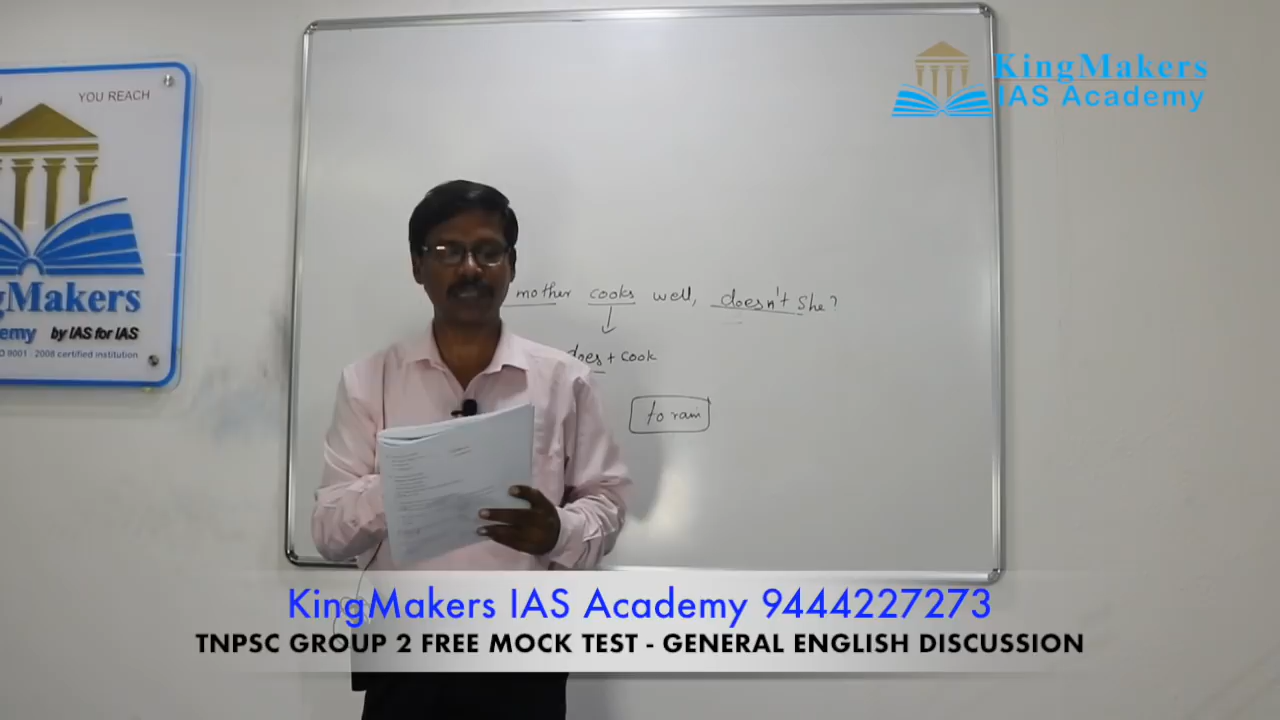 YOU REACH
gMakers
emy by IAS for IAS
O 9001 : 2008 certified institution
KingMakers
IAS Academy
mother cooks well, doesn't she?
does + cook
to ram
KingMakers IAS Academy 9444227273
TNPSC GROUP 2 FREE MOCK TEST - GENERAL ENGLISH DISCUSSION